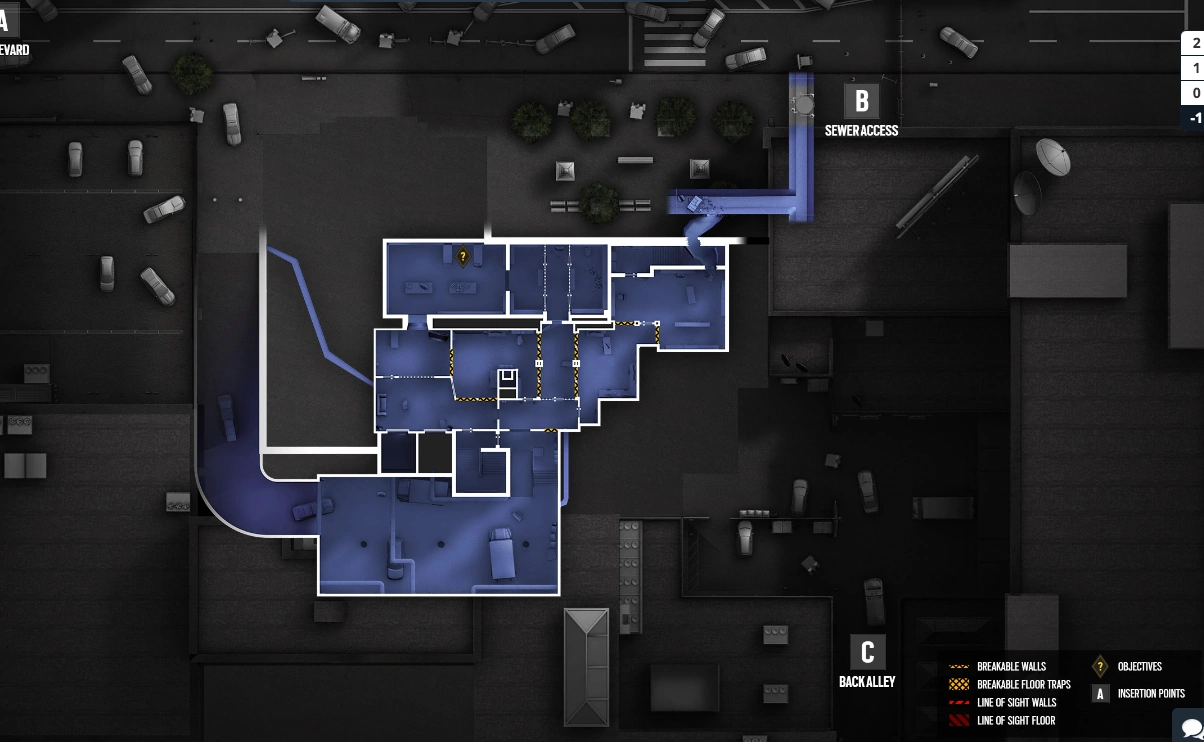 A
EVARD
2
1
0
-1
B
SEWER ACCESS
?
C
BACK ALLEY
BREAKABLE WALLS
BREAKABLE FLOOR TRAPS
LINE OF SIGHT WALLS
LINE OF SIGHT FLOOR
? OBJECTIVES
A INSERTION POINTS